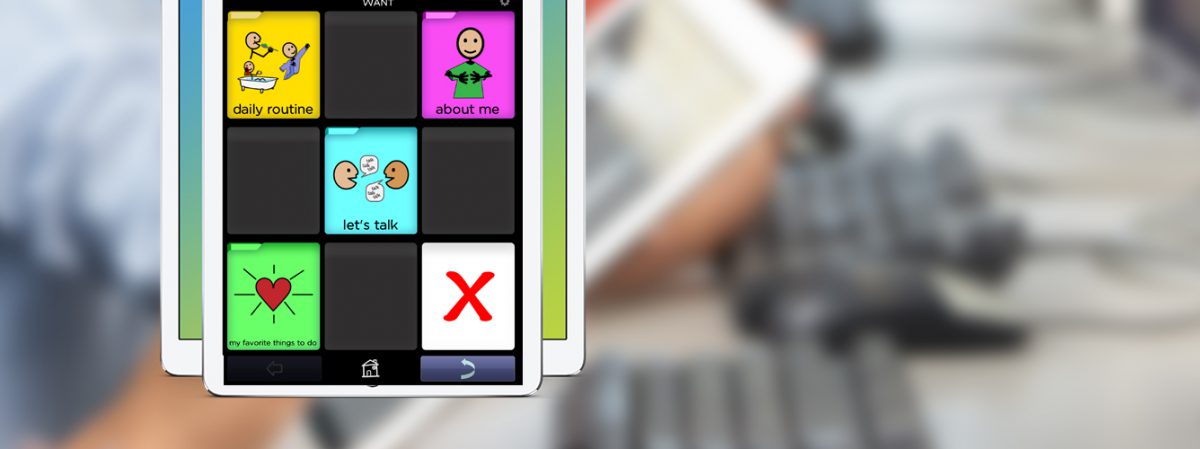 WANT
daily routine
about me
talk
talk
talk
talk
talk
talk
let's talk
my favorite things to do